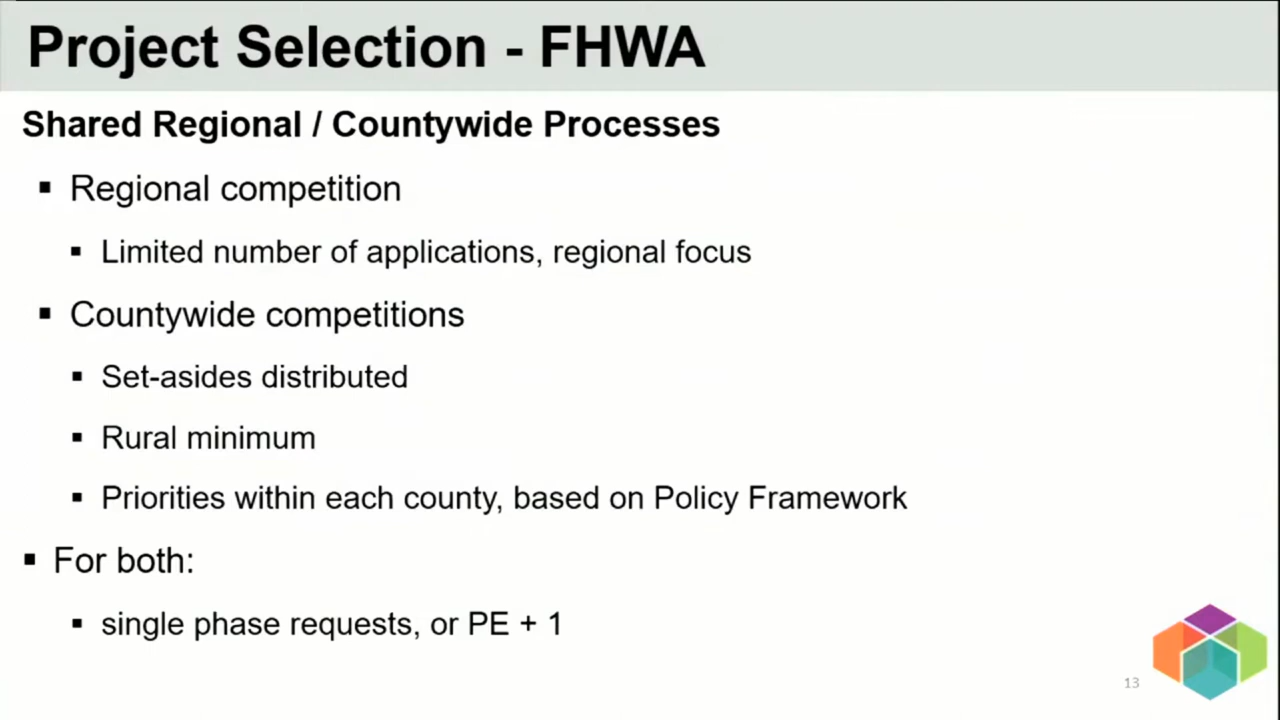 Project Selection - FHWA
Shared Regional / Countywide Processes
▪ Regional competition
▪ Limited number of applications, regional focus
▪ Countywide competitions
▪ Set-asides distributed
▪ Rural minimum
▪ Priorities within each county, based on Policy Framework
▪ For both:
▪ single phase requests, or PE + 1
13